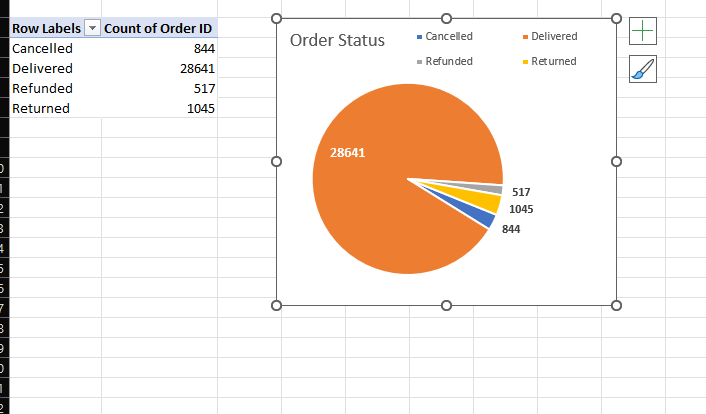 Row Labels Count of Order ID
Cancelled 844
Delivered 28641
Refunded 517
Returned 1045
Order Status
Cancelled Delivered
Refunded Returned
28641
517
1045
844